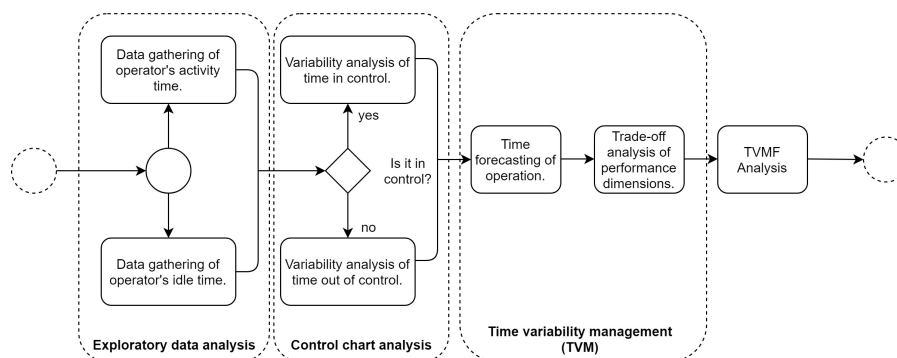 Data gathering of
operator's activity
time.
Data gathering of
operator's idle time.
Exploratory data analysis
Variability analysis of
time in control.
yes
Is it in
control?
no
Variability analysis of
time out of control.
Control chart analysis
Time
forecasting of
operation.
Trade-off
analysis of
performance
dimensions.
Time variability management
(TVM)
TVMF
Analysis